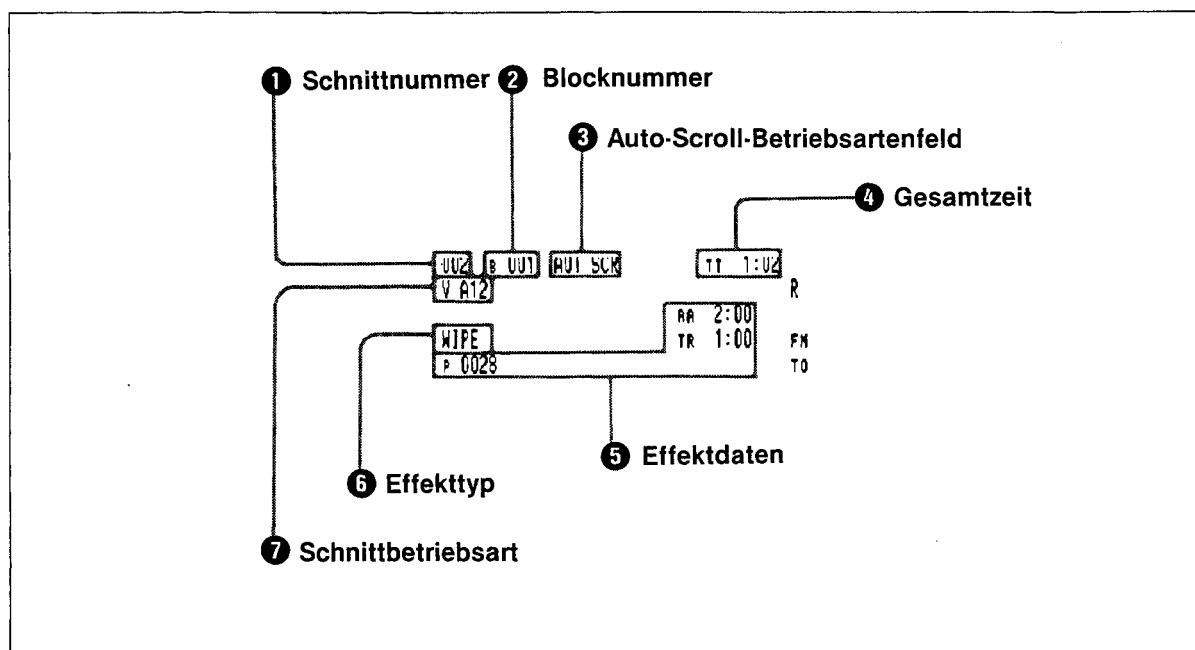 1 Schnittnummer 2 Blocknummer
3 Auto-Scroll-Betriebsartenfeld
4 Gesamtzeit
002 B 001 AUT SCR TT 1:02
V A12 R
AA 2:00
WIPE TR 1:00 FM
P 0028 TO
5 Effektdaten
6 Effekttyp
7 Schnittbetriebsart